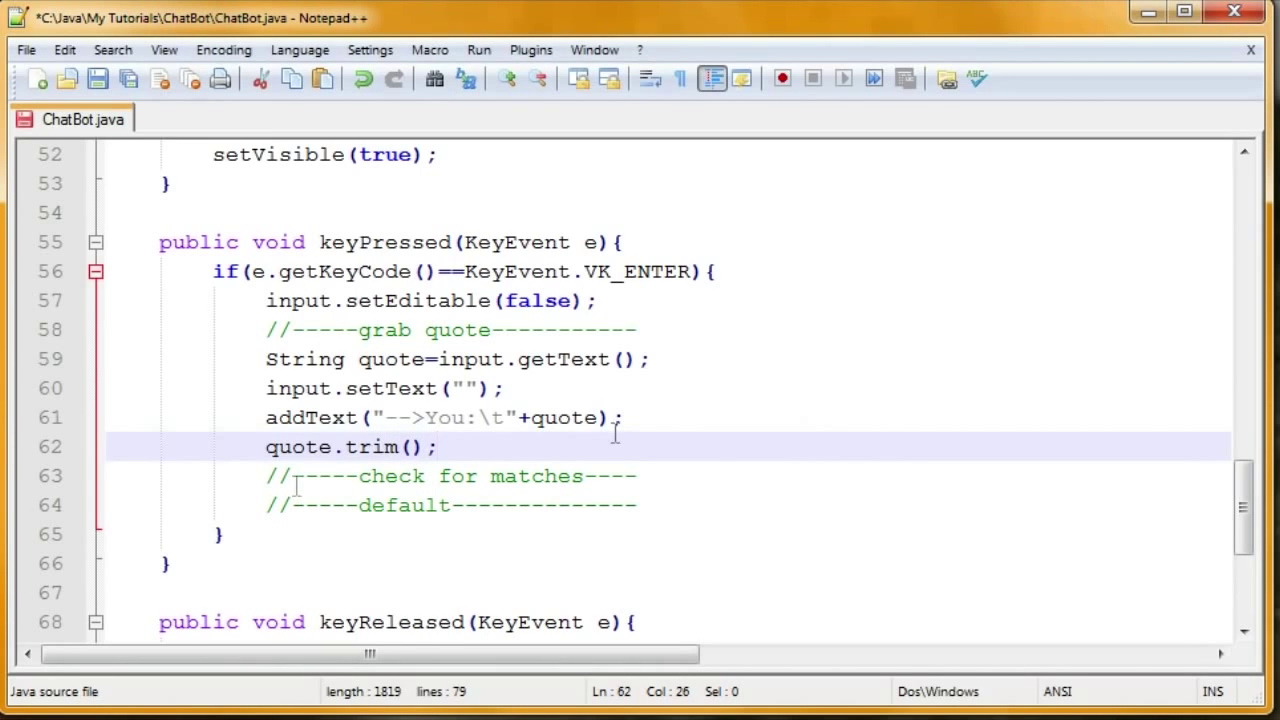 *C:\Java\My Tutorials\ChatBot\ChatBot.java - Notepad++
File Edit Search View Encoding Language Settings Macro Run Plugins Window ? X
ChatBot.java
52 setVisible(true);
53 }
54
55 public void keyPressed(KeyEvent e){
56 if(e.getKeyCode()==KeyEvent.VK_ENTER){
57 input.setEditable(false);
58 //-----grab quote-----------
59 String quote=input.getText();
60 input.setText("");
61 addText("-->You:\t"+quote);
62 quote.trim();
63 //-----check for matches----
64 //-----default--------------
65 }
66 }
67
68 public void keyReleased(KeyEvent e){
Java source file length : 1819 lines : 79 Ln : 62 Col : 26 Sel : 0 Dos\Windows ANSI INS